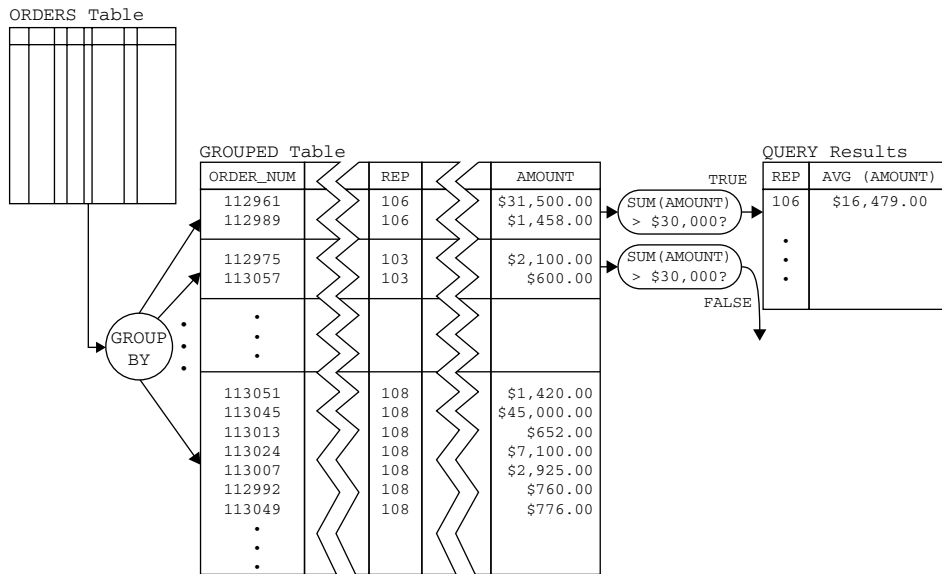 ORDERS Table
GROUPED Table
ORDER_NUM REP AMOUNT
112961 106 $31,500.00
112989 106 $1,458.00
112975 103 $2,100.00
113057 103 $600.00
113051 108 $1,420.00
113045 108 $45,000.00
113013 108 $652.00
113024 108 $7,100.00
113007 108 $2,925.00
112992 108 $760.00
113049 108 $776.00
GROUP
BY
SUM(AMOUNT)
> $30,000?
TRUE
SUM(AMOUNT)
> $30,000?
FALSE
QUERY Results
REP AVG (AMOUNT)
106 $16,479.00